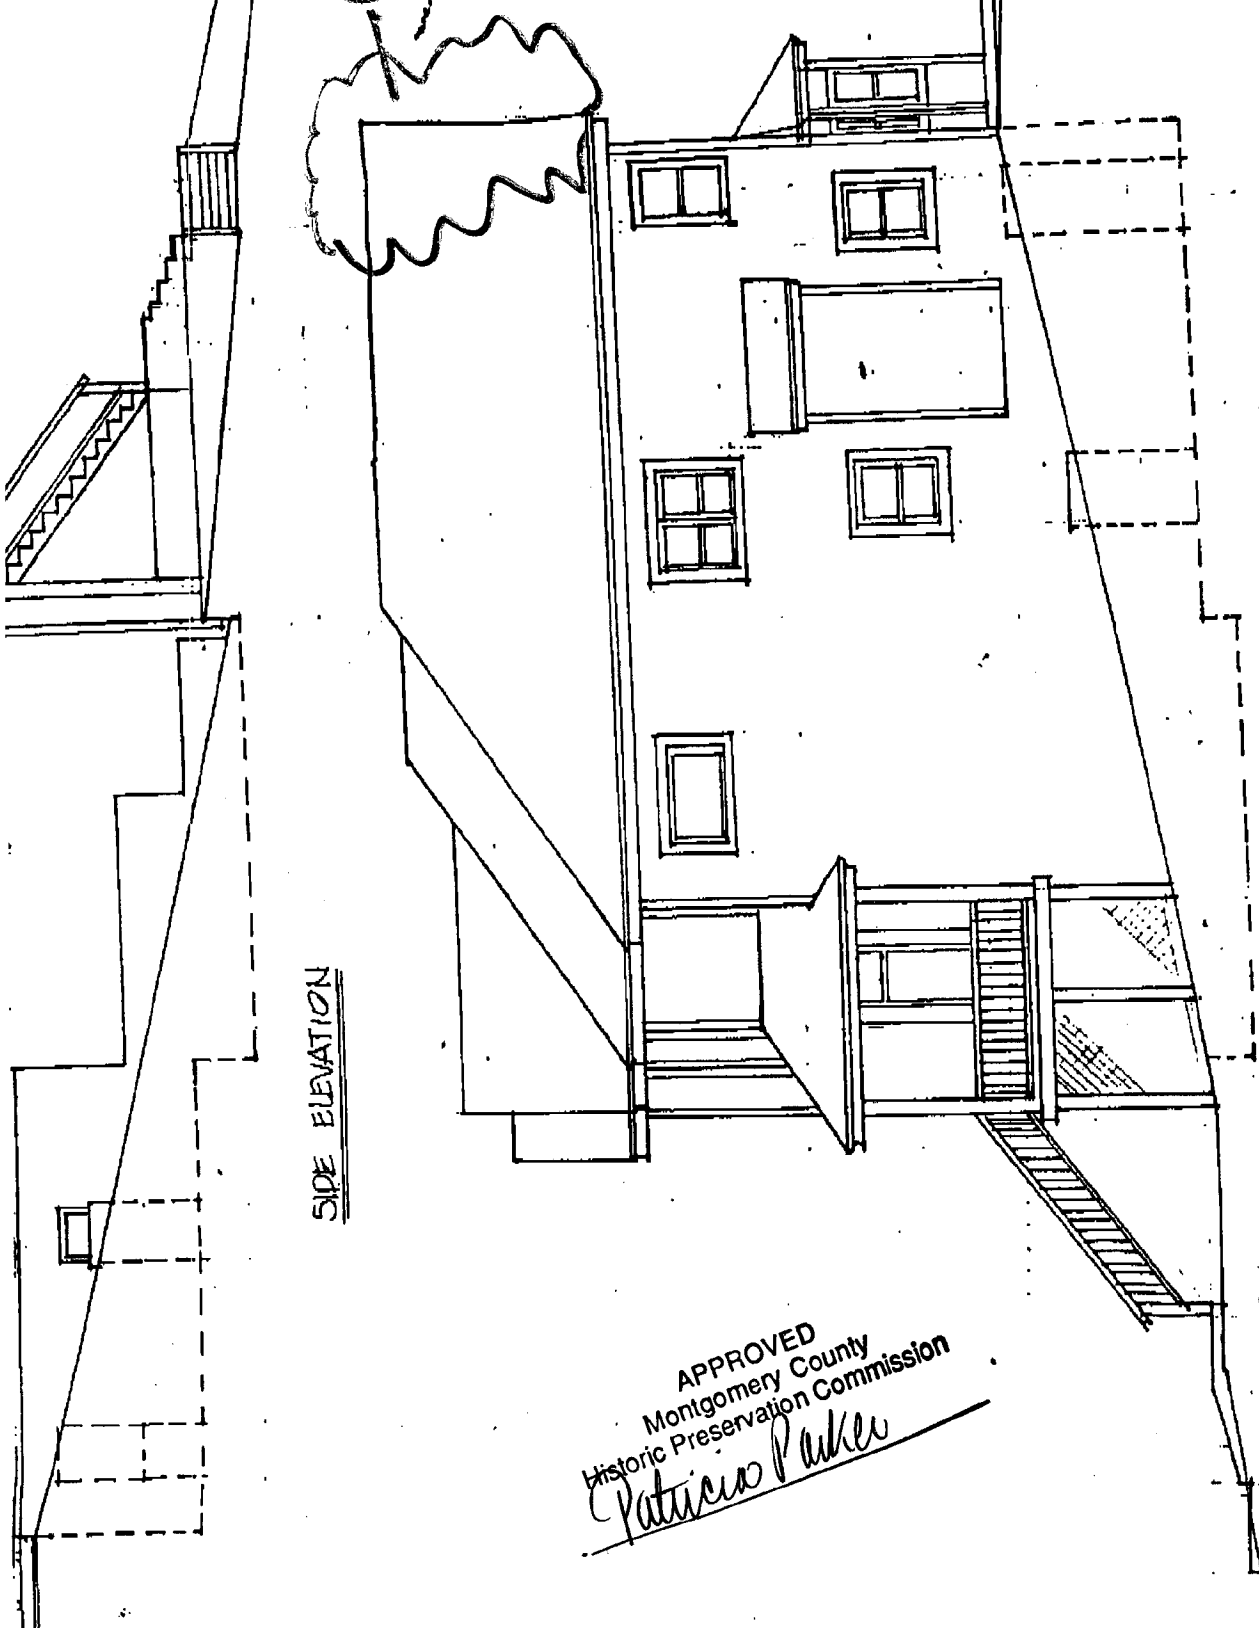 SIDE ELEVATION
APPROVED
Montgomery County
Historic Preservation Commission
Patricia Parker